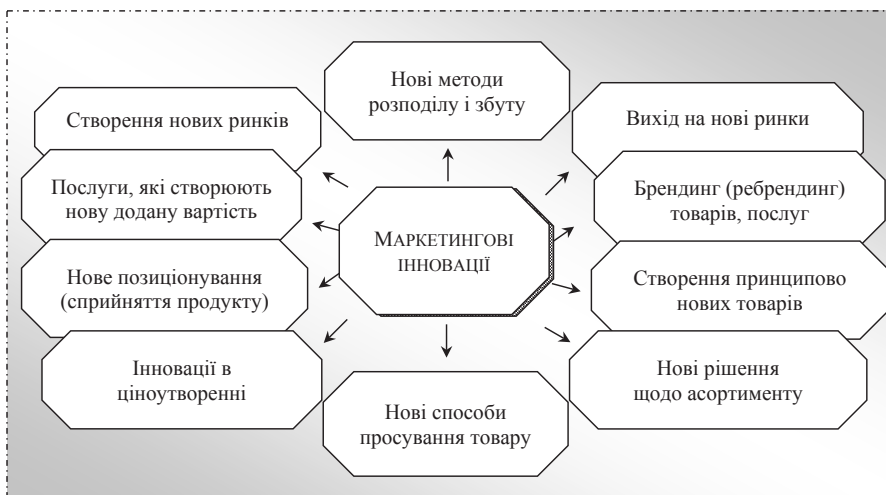 Нові методи
розподілу і збуту
Створення нових ринків
Вихід на нові ринки
Послуги, які створюють
нову додану вартість
Брендинг (ребрендинг)
товарів, послуг
МАРКЕТИНГОВІ
ІННОВАЦІЇ
Нове позиціонування
(сприйняття продукту)
Створення принципово
нових товарів
Інновації в
ціноутворенні
Нові рішення
щодо асортименту
Нові способи
просування товару